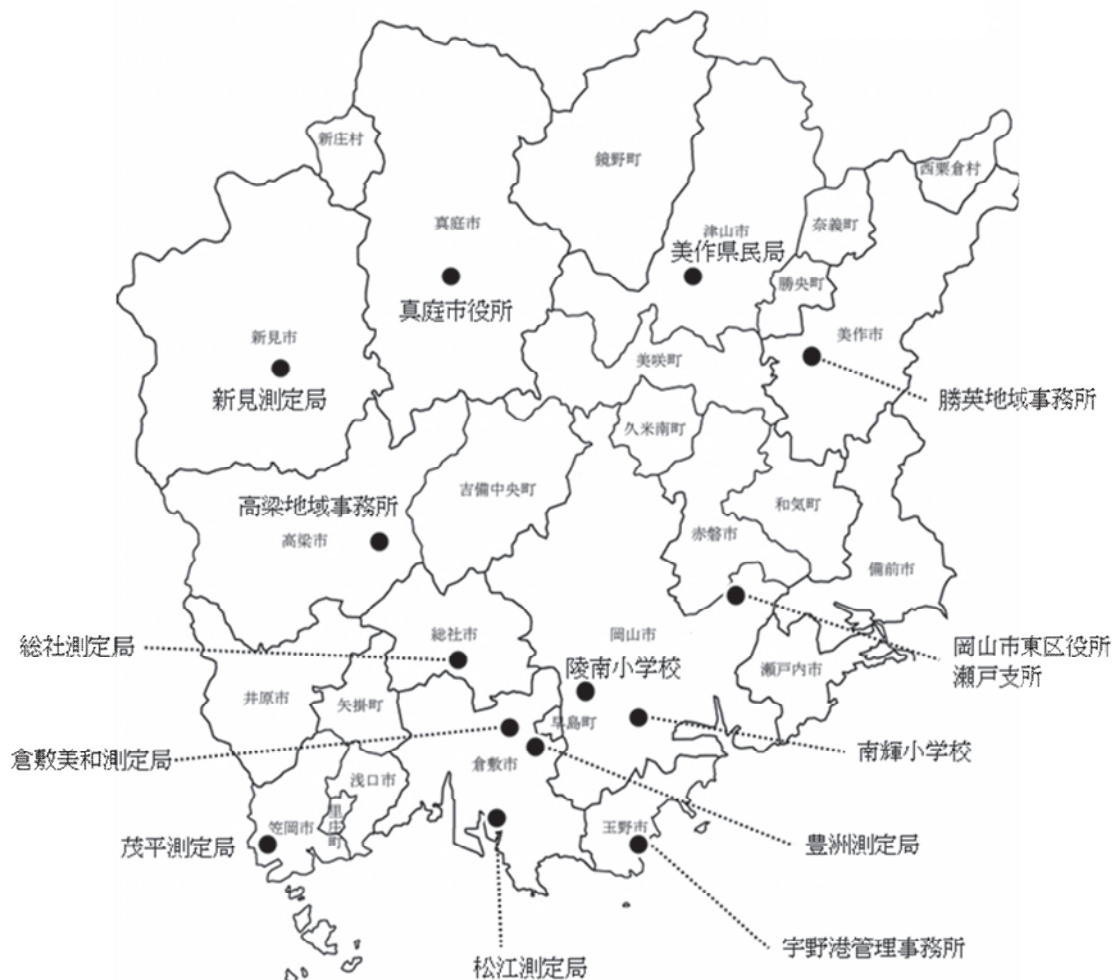 新庄村
鏡野町
西粟倉村
真庭市
津山市
奈義町
美作県民局
勝央町
真庭市役所
新見市
美作市
美咲町
新見測定局
勝英地域事務所
久米南町
吉備中央町
高梁地域事務所
和気町
高梁市
赤磐市
備前市
総社市
岡山市
総社測定局
岡山市東区役所
瀬戸支所
瀬戸内市
陵南小学校
井原市
矢掛町
早島町
南輝小学校
倉敷美和測定局
倉敷市
浅口市
里庄町
笠岡市
玉野市
茂平測定局
豊洲測定局
宇野港管理事務所
松江測定局